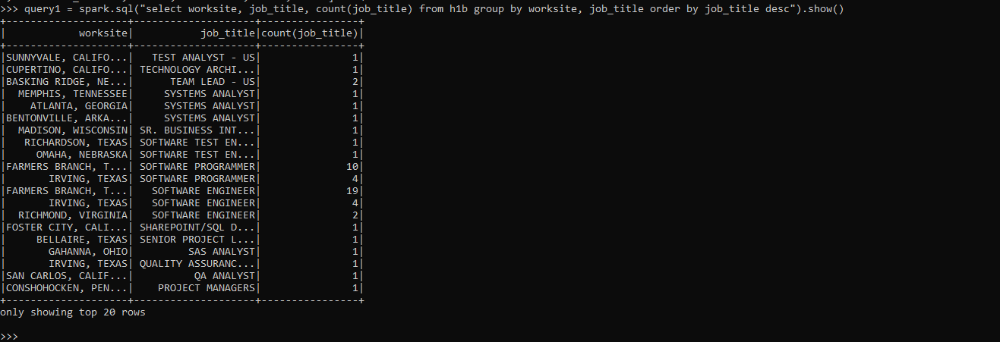 >>> query1 = spark.sql("select worksite, job_title, count(job_title) from h1b group by worksite, job_title order by job_title desc").show()
+--------------------+--------------------+----------------+
|            worksite|           job_title|count(job_title)|
+--------------------+--------------------+----------------+
|SUNNYVALE, CALIFO...|   TEST ANALYST - US|               1|
|CUPERTINO, CALIFO...| TECHNOLOGY ARCHI...|               1|
|BASKING RIDGE, NE...|      TEAM LEAD - US|               2|
|  MEMPHIS, TENNESSEE|     SYSTEMS ANALYST|               1|
|    ATLANTA, GEORGIA|     SYSTEMS ANALYST|               1|
|BENTONVILLE, ARKA...|     SYSTEMS ANALYST|               1|
|  MADISON, WISCONSIN| SR. BUSINESS INT...|               1|
|   RICHARDSON, TEXAS| SOFTWARE TEST EN...|               1|
|     OMAHA, NEBRASKA| SOFTWARE TEST EN...|               1|
|FARMERS BRANCH, T...| SOFTWARE PROGRAMMER|              10|
|       IRVING, TEXAS| SOFTWARE PROGRAMMER|               4|
|FARMERS BRANCH, T...|   SOFTWARE ENGINEER|              19|
|       IRVING, TEXAS|   SOFTWARE ENGINEER|               4|
|  RICHMOND, VIRGINIA|   SOFTWARE ENGINEER|               2|
|FOSTER CITY, CALI...| SHAREPOINT/SQL D...|               1|
|     BELLAIRE, TEXAS| SENIOR PROJECT L...|               1|
|       GAHANNA, OHIO|         SAS ANALYST|               1|
|       IRVING, TEXAS| QUALITY ASSURANC...|               1|
|SAN CARLOS, CALIF...|          QA ANALYST|               1|
|CONSHOHOCKEN, PEN...|    PROJECT MANAGERS|               1|
+--------------------+--------------------+----------------+
only showing top 20 rows
>>>